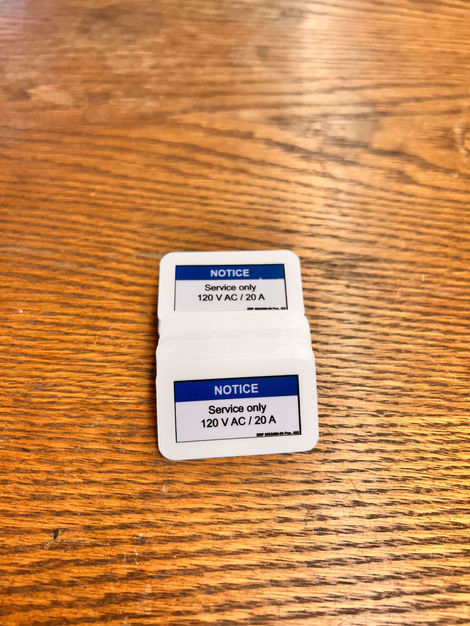 NOTICE
Service only
120 V AC / 20 A
NOTICE
Service only
120 V AC / 20 A